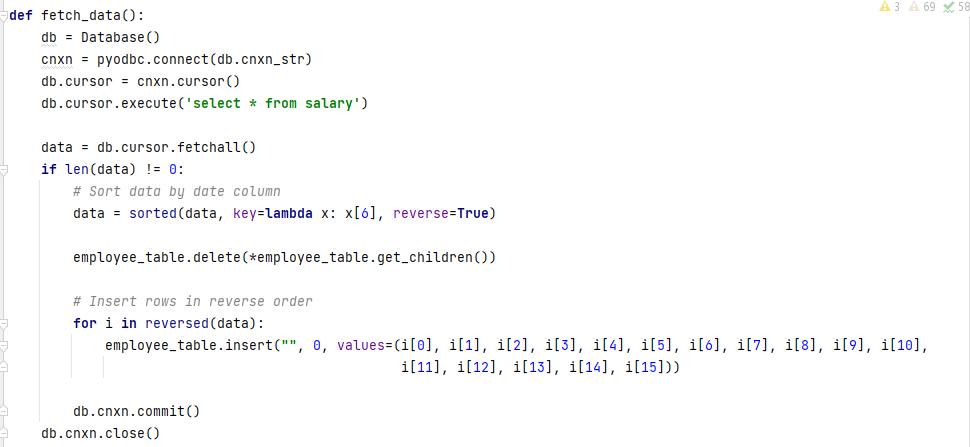 3 69 58
def fetch_data():
    db = Database()
    cnxn = pyodbc.connect(db.cnxn_str)
    db.cursor = cnxn.cursor()
    db.cursor.execute('select * from salary')
    data = db.cursor.fetchall()
    if len(data) != 0:
        # Sort data by date column
        data = sorted(data, key=lambda x: x[6], reverse=True)
        employee_table.delete(*employee_table.get_children())
        # Insert rows in reverse order
        for i in reversed(data):
            employee_table.insert("", 0, values=(i[0], i[1], i[2], i[3], i[4], i[5], i[6], i[7], i[8], i[9], i[10],
                                                 i[11], i[12], i[13], i[14], i[15]))
        db.cnxn.commit()
    db.cnxn.close()